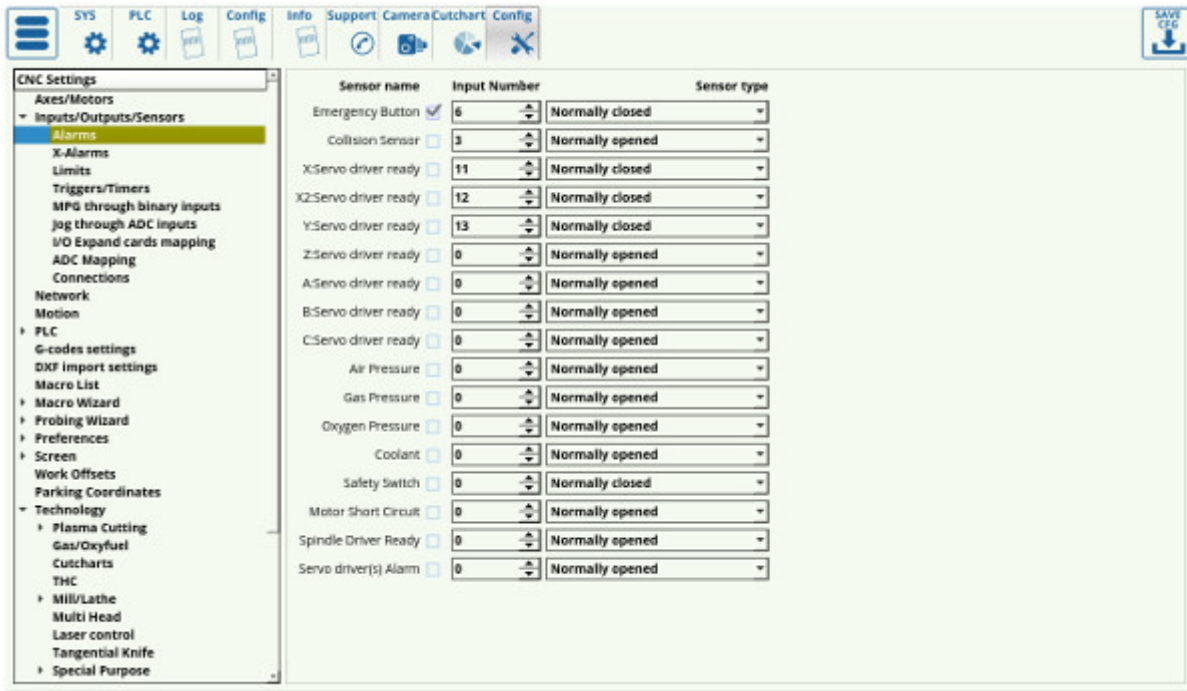 SYS PLC Log Config Info Support Camera Cutchart Config SAVE CFG
CNC Settings
Axes/Motors
Inputs/Outputs/Sensors
Alarms
X-Alarms
Limits
Triggers/Timers
MPG through binary inputs
Jog through ADC inputs
I/O Expand cards mapping
ADC Mapping
Connections
Network
Motion
PLC
G-codes settings
DXF import settings
Macro List
Macro Wizard
Probing Wizard
Preferences
Screen
Work Offsets
Parking Coordinates
Technology
Plasma Cutting
Gas/Oxyfuel
Cutcharts
THC
Mill/Lathe
Multi Head
Laser control
Tangential Knife
Special Purpose
Sensor name Input Number Sensor type
Emergency Button 6 Normally closed
Collision Sensor 3 Normally opened
X:Servo driver ready 11 Normally closed
X2:Servo driver ready 12 Normally closed
Y:Servo driver ready 13 Normally closed
Z:Servo driver ready 0 Normally opened
A:Servo driver ready 0 Normally opened
B:Servo driver ready 0 Normally opened
C:Servo driver ready 0 Normally opened
Air Pressure 0 Normally opened
Gas Pressure 0 Normally opened
Oxygen Pressure 0 Normally opened
Coolant 0 Normally opened
Safety Switch 0 Normally closed
Motor Short Circuit 0 Normally opened
Spindle Driver Ready 0 Normally opened
Servo driver(s) Alarm 0 Normally opened